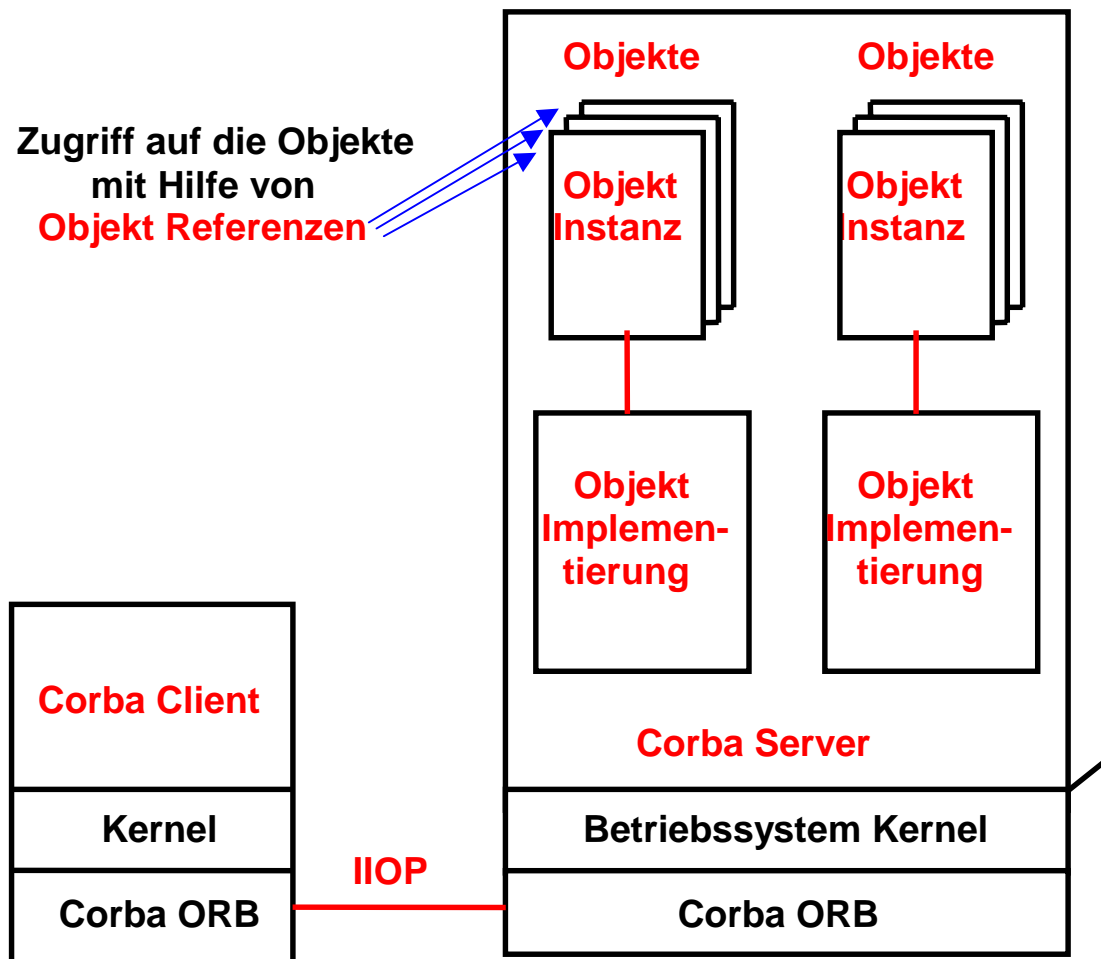 Objekte
Objekte
Zugriff auf die Objekte
mit Hilfe von
Objekt Referenzen
Objekt
Instanz
Objekt
Instanz
Objekt
Implemen-
tierung
Objekt
Implemen-
tierung
Corba Client
Corba Server
Kernel
Betriebssystem Kernel
IIOP
Corba ORB
Corba ORB